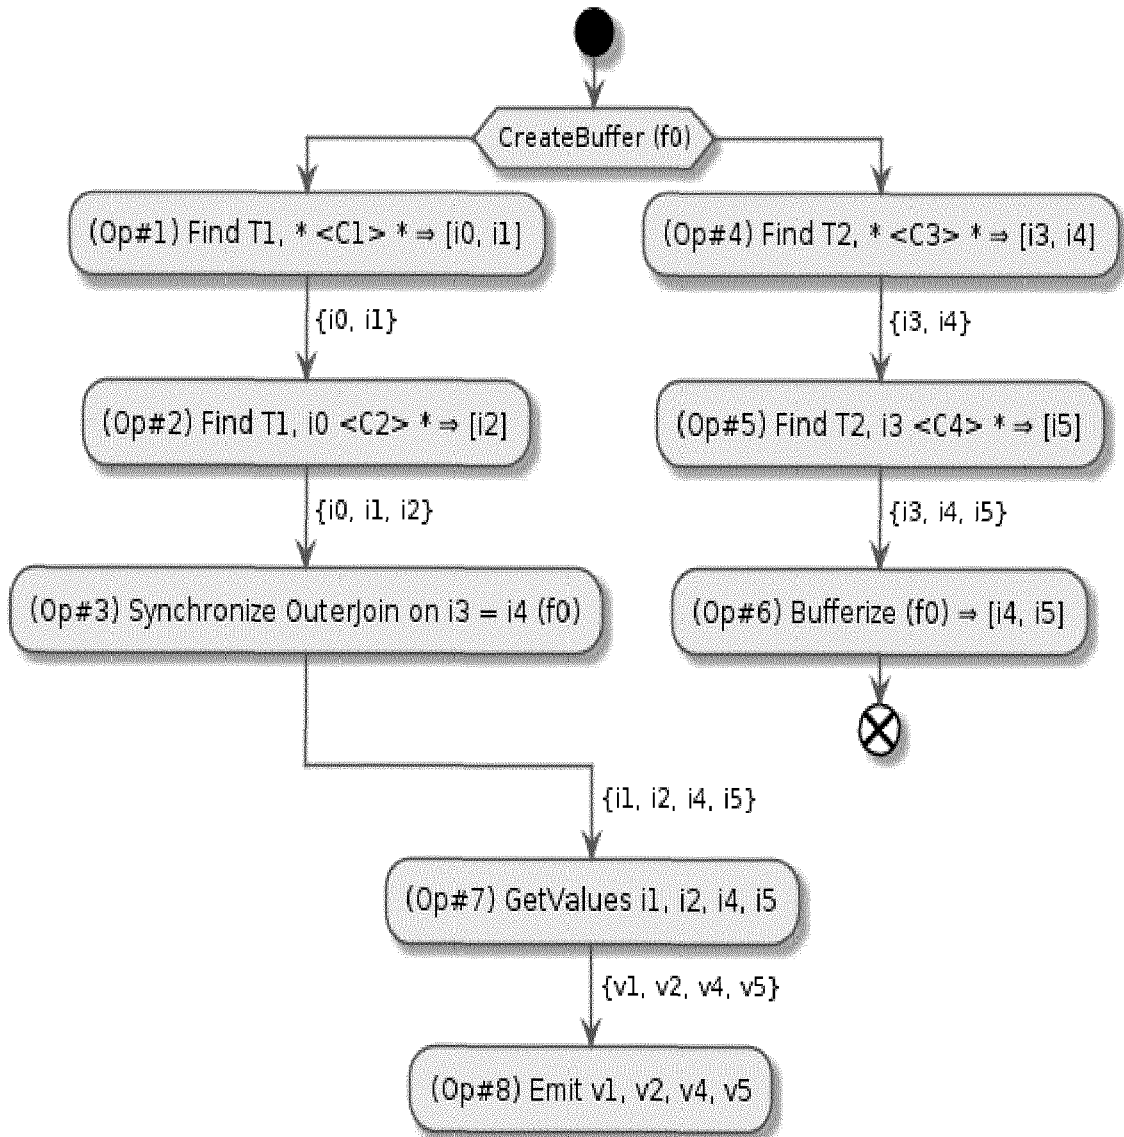 CreateBuffer (f0)
(Op#1) Find T1, * <C1> * ⇒ [i0, i1]
(Op#4) Find T2, * <C3> * ⇒ [i3, i4]
{i0, i1}
{i3, i4}
(Op#2) Find T1, i0 <C2> * ⇒ [i2]
(Op#5) Find T2, i3 <C4> * ⇒ [i5]
{i0, i1, i2}
{i3, i4, i5}
(Op#3) Synchronize OuterJoin on i3 = i4 (f0)
(Op#6) Bufferize (f0) ⇒ [i4, i5]
{i1, i2, i4, i5}
(Op#7) GetValues i1, i2, i4, i5
{v1, v2, v4, v5}
(Op#8) Emit v1, v2, v4, v5